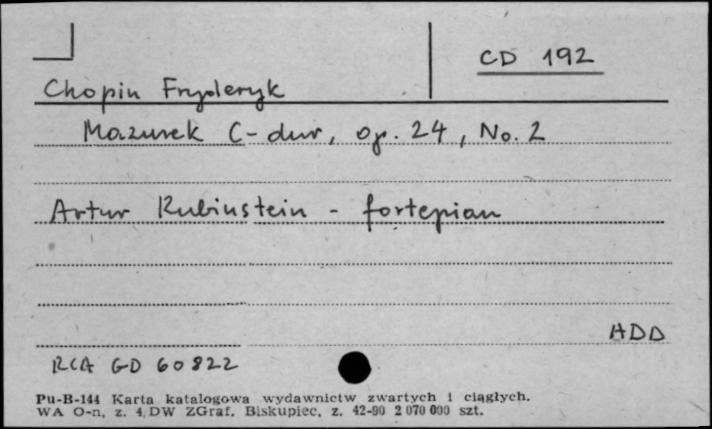 CD 192
Chopin Fryderyk
Mazurek C-dur, op. 24, No. 2
Artur Rubinstein - fortepian
ADD
RCA GD 60822
Pu-B-144 Karta katalogowa wydawnictw zwartych i ciągłych.
WA O-n, z. 4 DW ZGraf. Biskupiec, z. 42-90 2 070 000 szt.